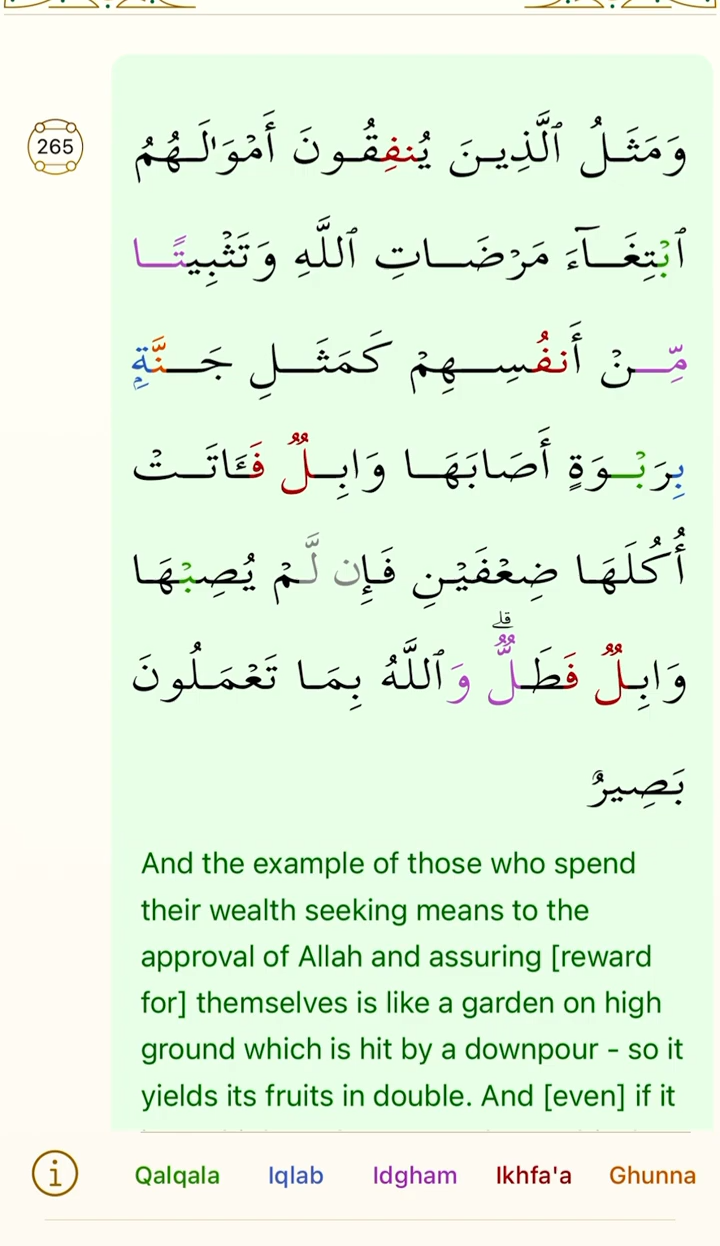 265
وَمَثَلُ ٱلَّذِينَ يُنفِقُونَ أَمْوَٰلَهُمُ
ٱبْتِغَآءَ مَرْضَاتِ ٱللَّهِ وَتَثْبِيتًا
مِّنْ أَنفُسِهِمْ كَمَثَلِ جَنَّةٍۭ
بِرَبْوَةٍ أَصَابَهَا وَابِلٌ فَـَٔاتَتْ
أُكُلَهَا ضِعْفَيْنِ فَإِن لَّمْ يُصِبْهَا
وَابِلٌ فَطَلٌّ ۗ وَٱللَّهُ بِمَا تَعْمَلُونَ
بَصِيرٌ
And the example of those who spend
their wealth seeking means to the
approval of Allah and assuring [reward
for] themselves is like a garden on high
ground which is hit by a downpour - so it
yields its fruits in double. And [even] if it
Qalqala Iqlab Idgham Ikhfa'a Ghunna